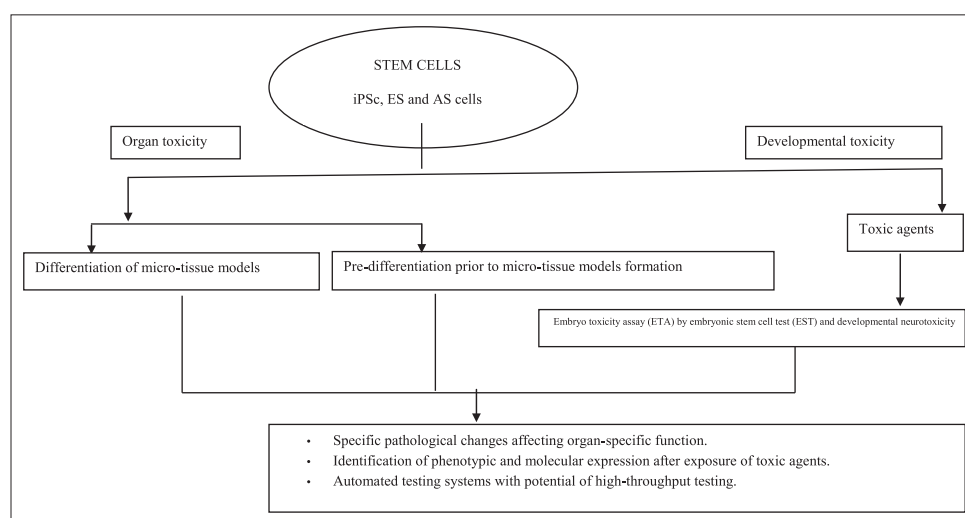 STEM CELLS
iPSc, ES and AS cells
Organ toxicity
Developmental toxicity
Toxic agents
Differentiation of micro-tissue models
Pre-differentiation prior to micro-tissue models formation
Embryo toxicity assay (ETA) by embryonic stem cell test (EST) and developmental neurotoxicity
• Specific pathological changes affecting organ-specific function.
• Identification of phenotypic and molecular expression after exposure of toxic agents.
• Automated testing systems with potential of high-throughput testing.